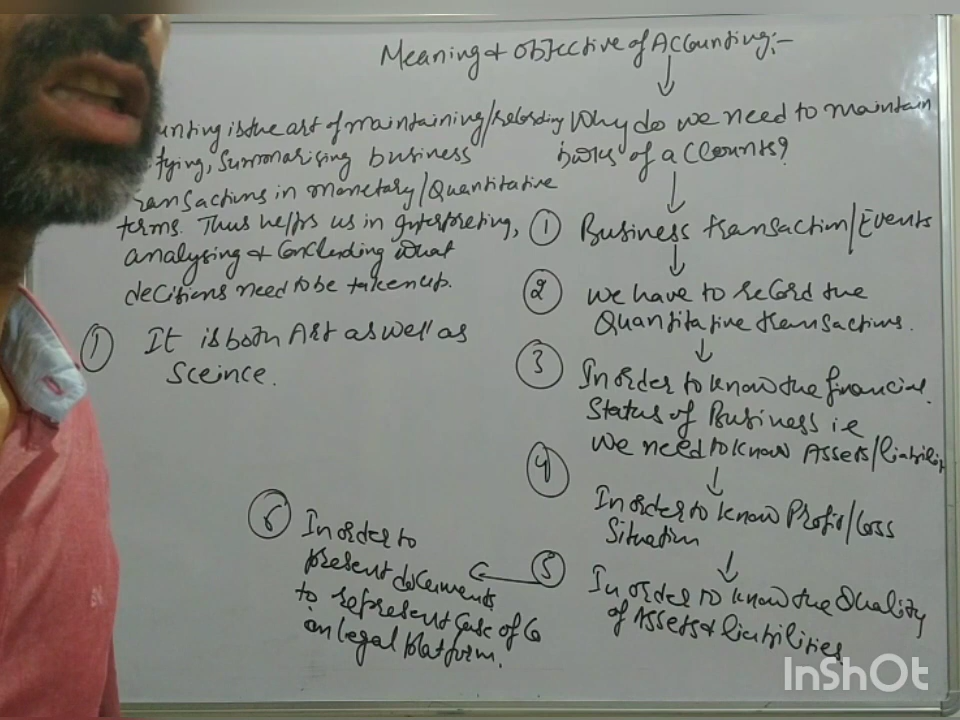 Meaning & Objective of Accounting:-
unting is the art of maintaining/recording
ifying, Summarising business
ransactions in monetary/Quantitative
terms. Thus helps us in Interpreting,
analysing & Concluding what
decitions need to be taken up.
① It is both Art as well as
Sceince.
Why do we need to maintain
books of accounts?
① Business transaction/Events
② We have to record the
Quantitative transactions.
③ In order to know the financial
Status of Business i.e
we need to know Assets/liability
④ In order to know Profit/Loss
Situation
⑤ In order to know the Quality
of Assets & liabilities
⑥ In order to
present documents
to represent case of Co
on legal platform.
InShOt